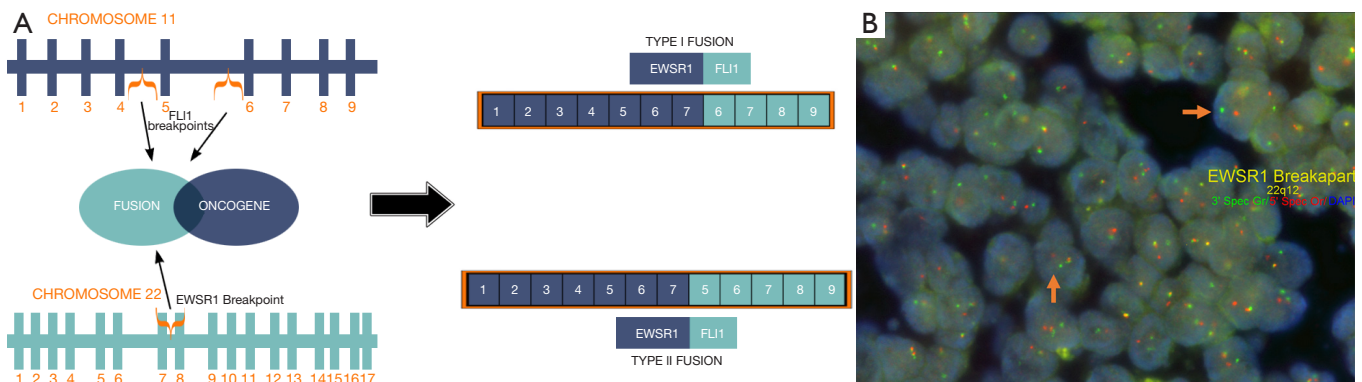 A
CHROMOSOME 11
1 2 3 4 5 6 7 8 9
FLI1
breakpoints
FUSION ONCOGENE
CHROMOSOME 22
EWSR1 Breakpoint
1 2 3 4 5 6 7 8 9 10 11 12 13 14 15 16 17
TYPE I FUSION
EWSR1 FLI1
1 2 3 4 5 6 7 6 7 8 9
1 2 3 4 5 6 7 5 6 7 8 9
EWSR1 FLI1
TYPE II FUSION
B
EWSR1 Breakapart
22q12
3' Spec Gr/5' Spec Or/DAPI